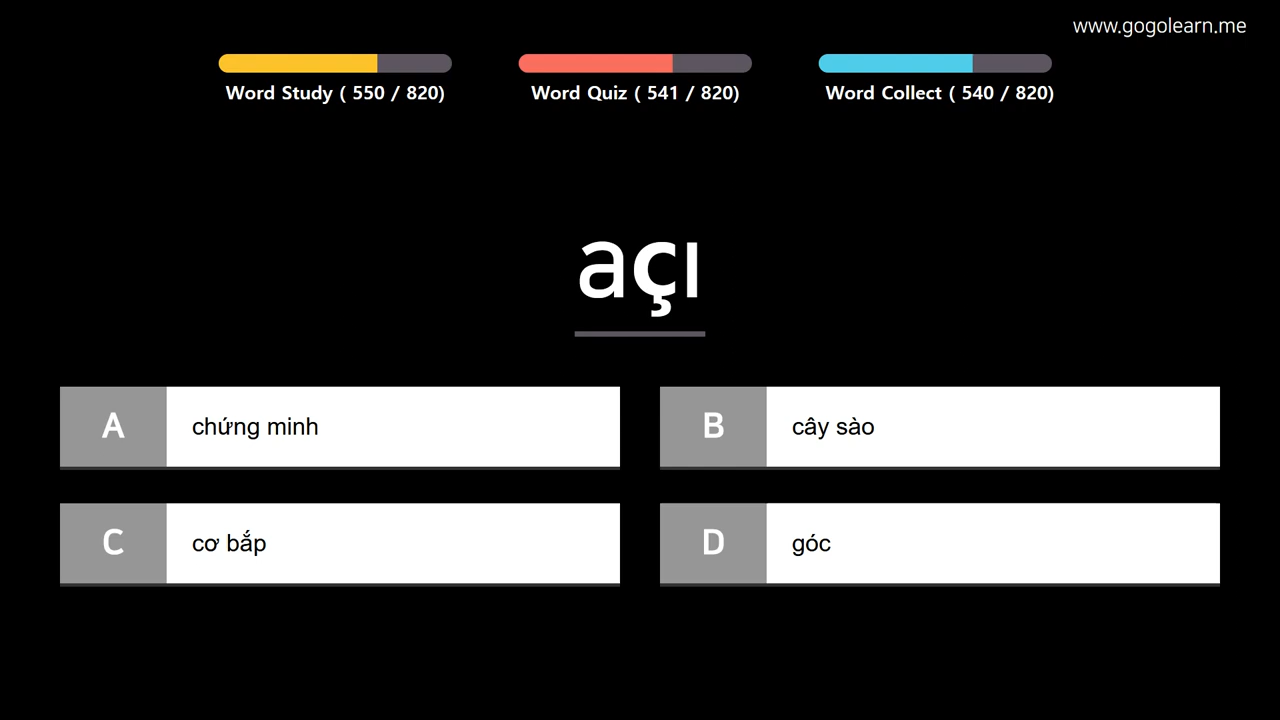 www.gogolearn.me
Word Study ( 550 / 820)
Word Quiz ( 541 / 820)
Word Collect ( 540 / 820)
açı
A chứng minh
B cây sào
C cơ bắp
D góc